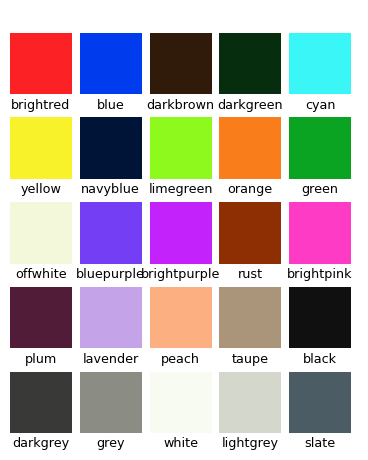 brightred blue darkbrown darkgreen cyan
yellow navyblue limegreen orange green
offwhite bluepurple brightpurple rust brightpink
plum lavender peach taupe black
darkgrey grey white lightgrey slate